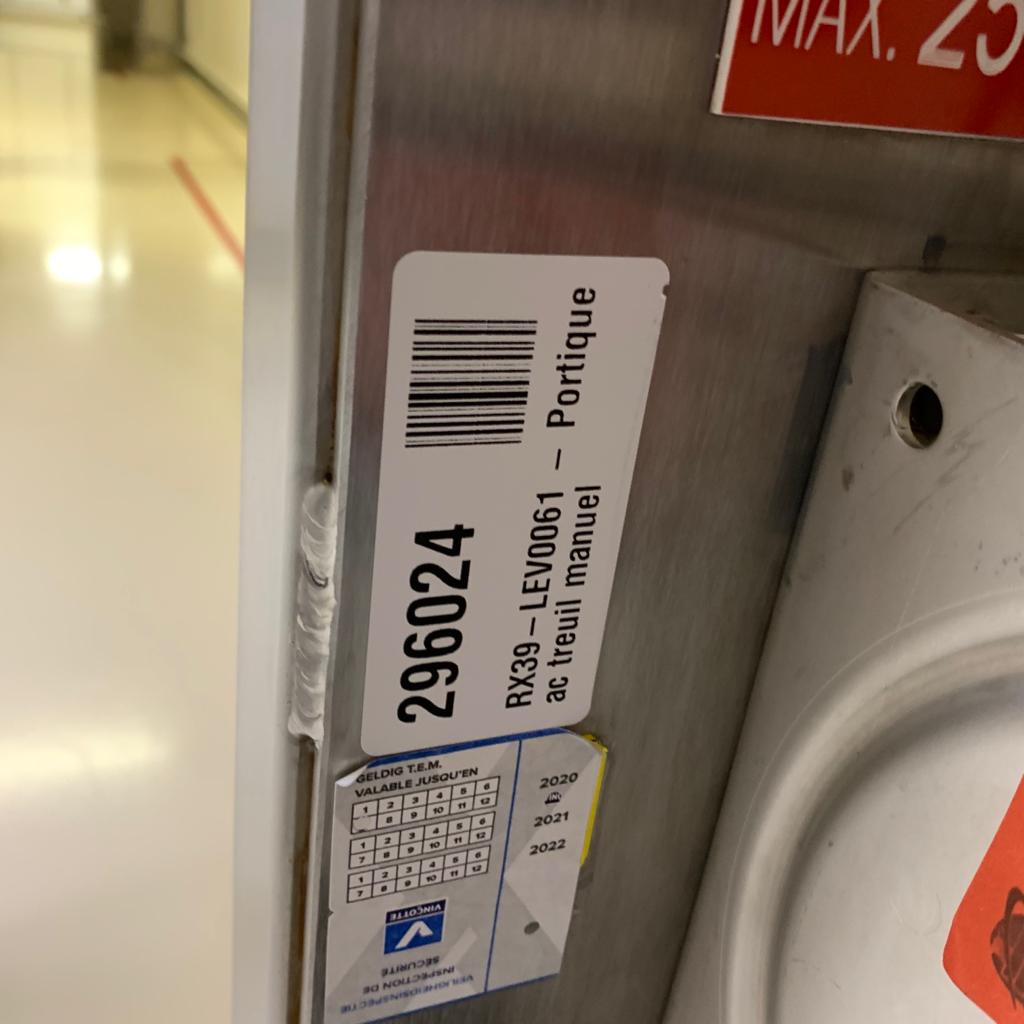 MAX. 25
296024
RX39-LEV0061 - Portique
ac treuil manuel
GELDIG T.E.M.
VALABLE JUSQU'EN
1 2 3 4 5 6
8 9 10 11 12
1 2 3 4 5 6
7 8 9 10 11 12
1 2 3 4 5 6
7 8 9 10 11 12
2020
2021
2022
VINÇOTTE
VEILIGHEIDSINSPECTIE
INSPECTION DE
SÉCURITÉ